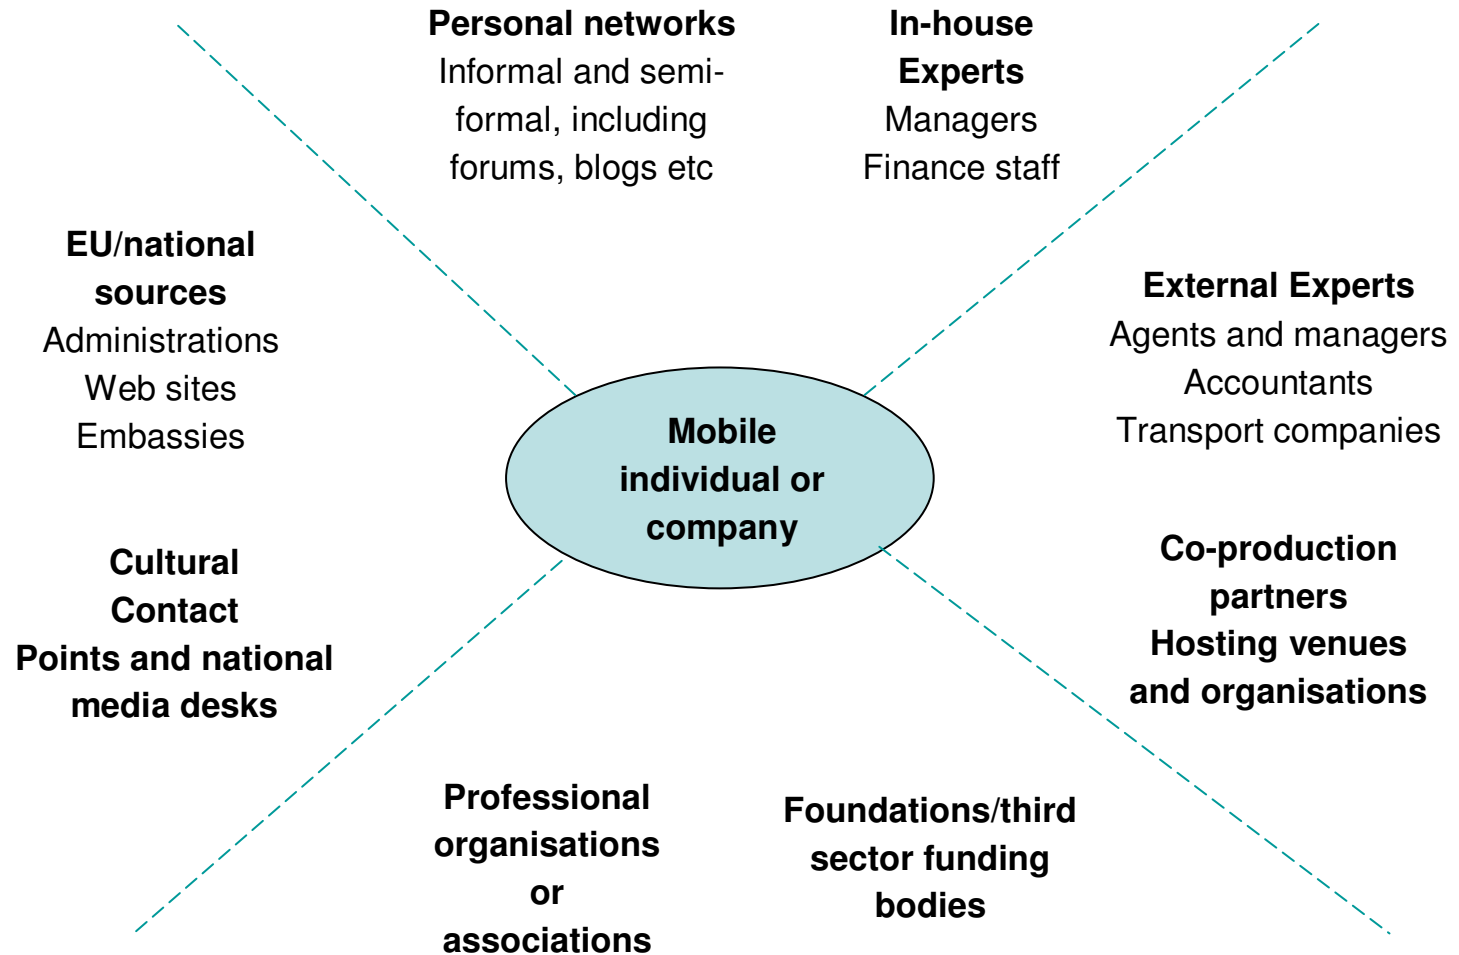 Personal networks
Informal and semi-
formal, including
forums, blogs etc
In-house
Experts
Managers
Finance staff
EU/national
sources
Administrations
Web sites
Embassies
External Experts
Agents and managers
Accountants
Transport companies
Mobile
individual or
company
Cultural
Contact
Points and national
media desks
Co-production
partners
Hosting venues
and organisations
Professional
organisations
or
associations
Foundations/third
sector funding
bodies